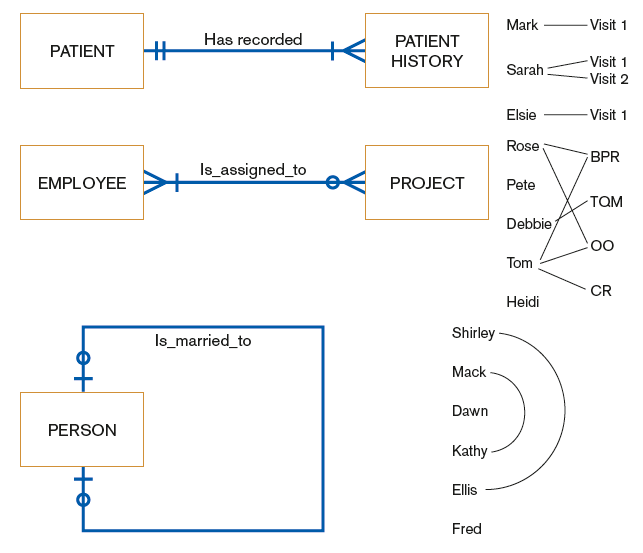 PATIENT
Has recorded
PATIENT
HISTORY
Mark
Visit 1
Sarah
Visit 1
Visit 2
Elsie
Visit 1
EMPLOYEE
Is_assigned_to
PROJECT
Rose
BPR
Pete
TQM
Debbie
OO
Tom
CR
Heidi
Is_married_to
PERSON
Shirley
Mack
Dawn
Kathy
Ellis
Fred